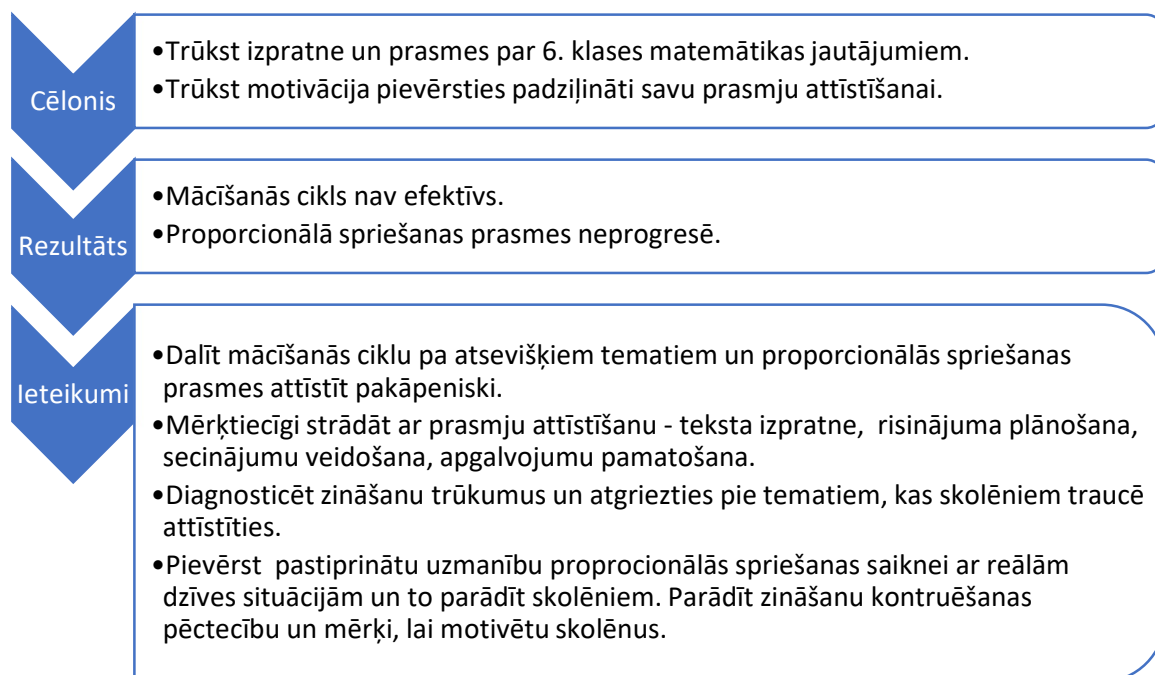 Cēlonis
•Trūkst izpratne un prasmes par 6. klases matemātikas jautājumiem.
•Trūkst motivācija pievērsties padziļināti savu prasmju attīstīšanai.
Rezultāts
•Mācīšanās cikls nav efektīvs.
•Proporcionālā spriešanas prasmes neprogresē.
Ieteikumi
•Dalīt mācīšanās ciklu pa atsevišķiem tematiem un proporcionālās spriešanas
prasmes attīstīt pakāpeniski.
•Mērķtiecīgi strādāt ar prasmju attīstīšanu - teksta izpratne, risinājuma plānošana,
secinājumu veidošana, apgalvojumu pamatošana.
•Diagnosticēt zināšanu trūkumus un atgriezties pie tematiem, kas skolēniem traucē
attīstīties.
•Pievērst pastiprinātu uzmanību proprocionālās spriešanas saiknei ar reālām
dzīves situācijām un to parādīt skolēniem. Parādīt zināšanu kontruēšanas
pēctecību un mērķi, lai motivētu skolēnus.